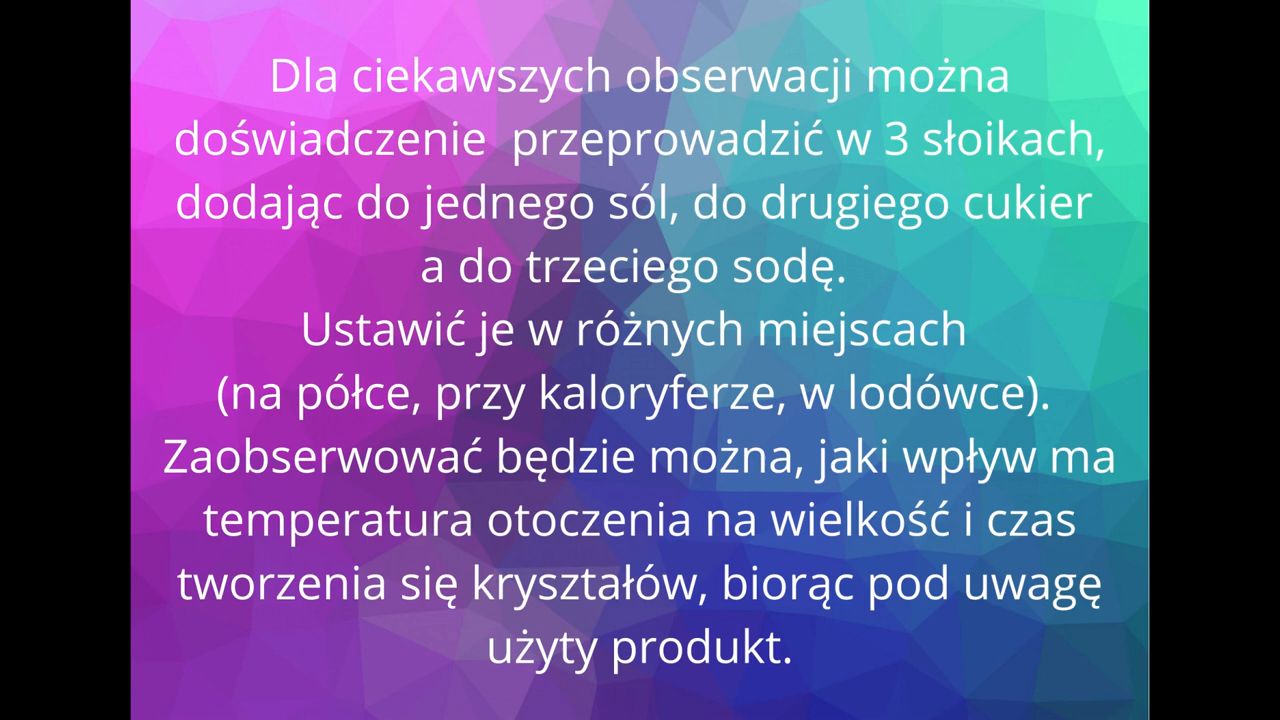 Dla ciekawszych obserwacji można
doświadczenie  przeprowadzić w 3 słoikach,
dodając do jednego sól, do drugiego cukier
a do trzeciego sodę.
Ustawić je w różnych miejscach
(na półce, przy kaloryferze, w lodówce).
Zaobserwować będzie można, jaki wpływ ma
temperatura otoczenia na wielkość i czas
tworzenia się kryształów, biorąc pod uwagę
użyty produkt.